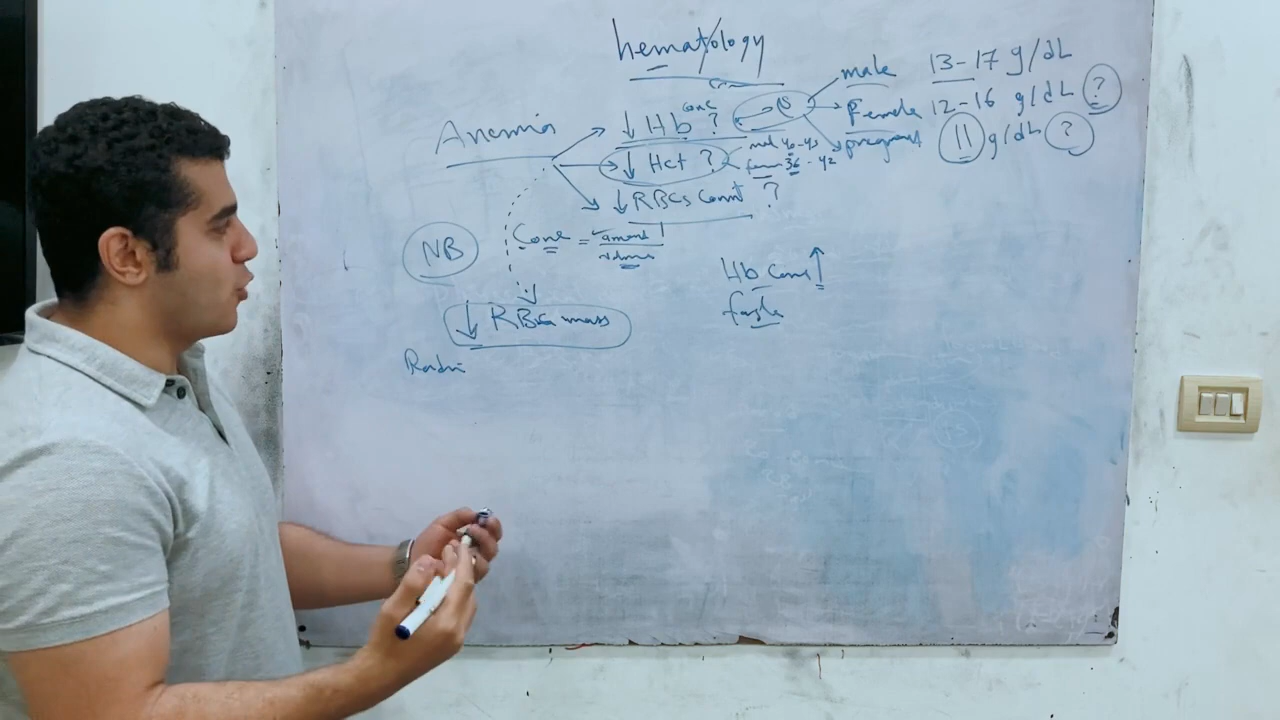 hematology
male 13-17 g/dL
Anemia ↓ Hb conc ? Female 12-16 g/dL ?
pregnant 11 g/dL ?
↓ Hct ? male 40-45
female 36-42
↓ RBCs Count ?
NB Conc = amount / volume
Hb Conc ↑
↓ RBCs mass